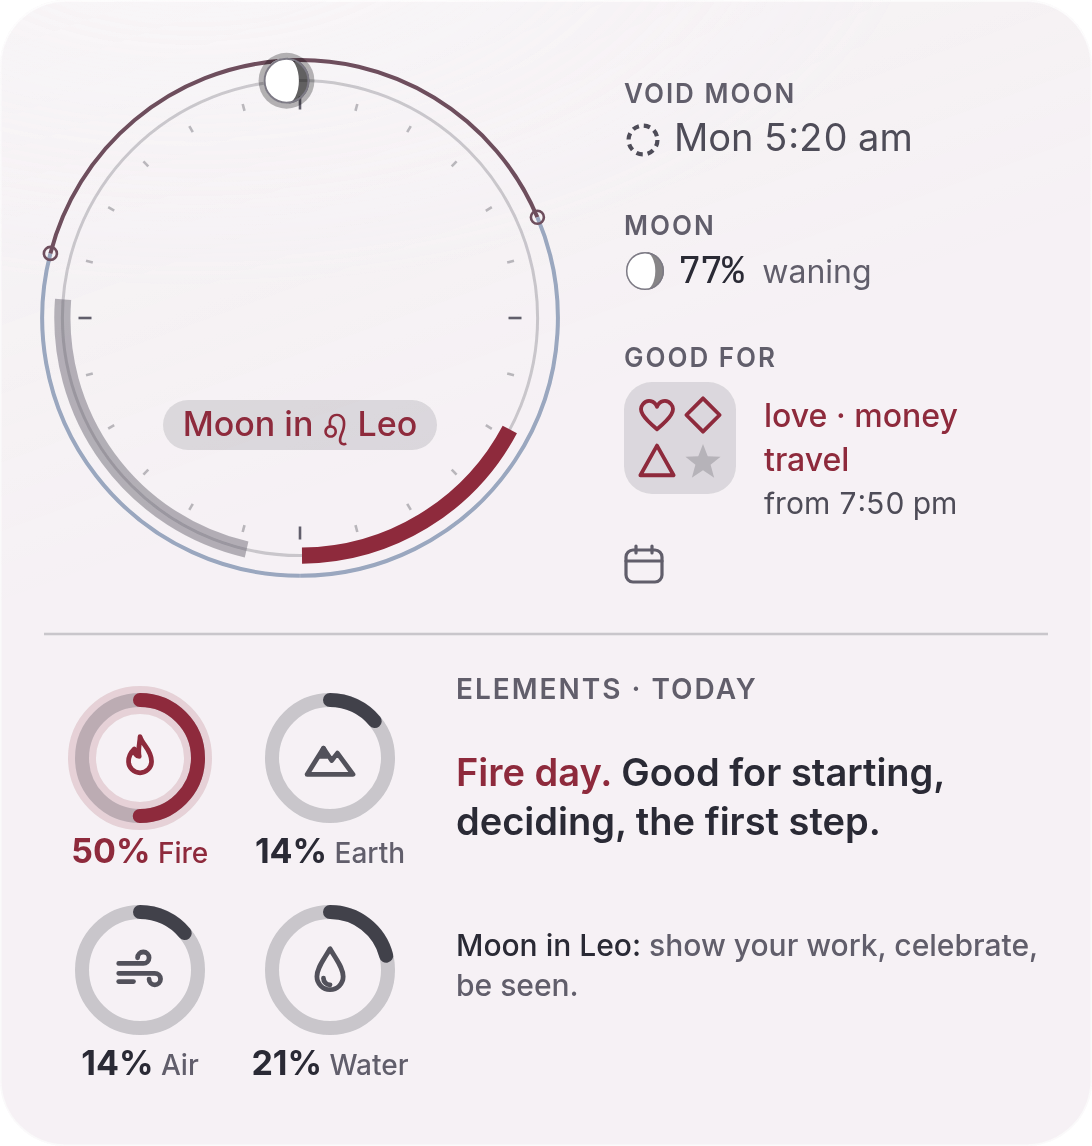 VOID MOON
Mon 5:20 am
MOON
77% waning
GOOD FOR
love · money
travel
from 7:50 pm
Moon in ♌ Leo
ELEMENTS · TODAY
Fire day. Good for starting,
deciding, the first step.
50% Fire
14% Earth
Moon in Leo: show your work, celebrate,
be seen.
14% Air
21% Water